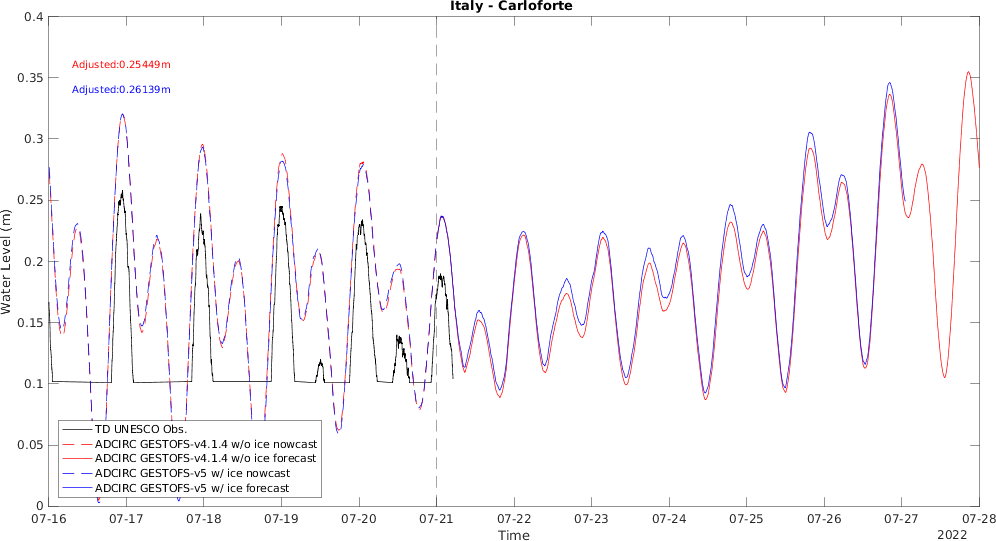 Italy - Carloforte
Adjusted:0.25449m
Adjusted:0.26139m
Water Level (m)
0.4
0.35
0.3
0.25
0.2
0.15
0.1
0.05
0
TD UNESCO Obs.
ADCIRC GESTOFS-v4.1.4 w/o ice nowcast
ADCIRC GESTOFS-v4.1.4 w/o ice forecast
ADCIRC GESTOFS-v5 w/ ice nowcast
ADCIRC GESTOFS-v5 w/ ice forecast
07-16 07-17 07-18 07-19 07-20 07-21 07-22 07-23 07-24 07-25 07-26 07-27 07-28
Time
2022